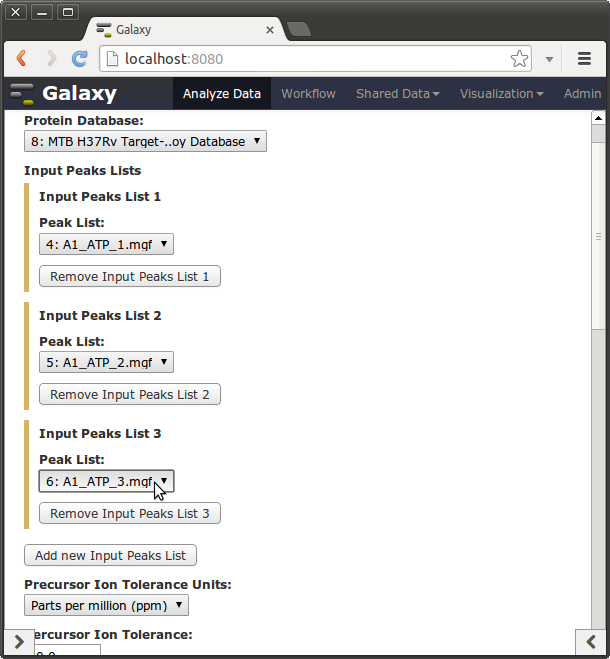 Galaxy
localhost:8080
Galaxy
Analyze Data
Workflow
Shared Data
Visualization
Admin
Protein Database:
8: MTB H37Rv Target-..oy Database
Input Peaks Lists
Input Peaks List 1
Peak List:
4: A1_ATP_1.mgf
Remove Input Peaks List 1
Input Peaks List 2
Peak List:
5: A1_ATP_2.mgf
Remove Input Peaks List 2
Input Peaks List 3
Peak List:
6: A1_ATP_3.mgf
Remove Input Peaks List 3
Add new Input Peaks List
Precursor Ion Tolerance Units:
Parts per million (ppm)
ercursor Ion Tolerance: